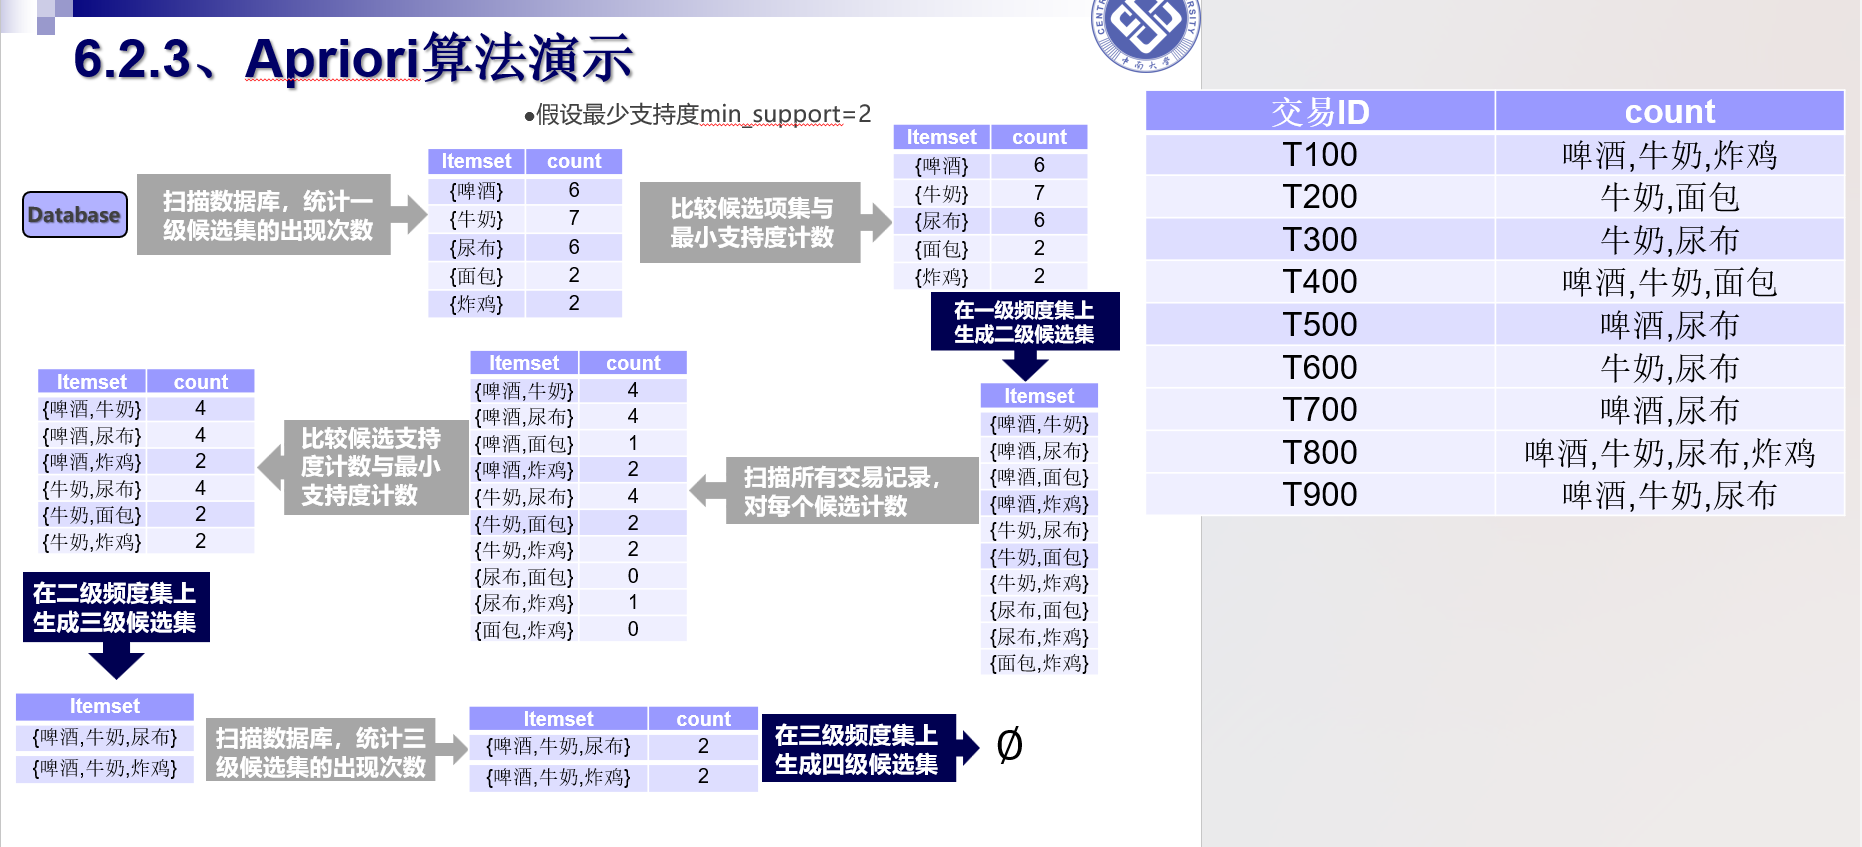 6.2.3、Apriori算法演示
●假设最少支持度min_support=2
Database
扫描数据库，统计一
级候选集的出现次数
Itemset count
{啤酒} 6
{牛奶} 7
{尿布} 6
{面包} 2
{炸鸡} 2
比较候选项集与
最小支持度计数
Itemset count
{啤酒} 6
{牛奶} 7
{尿布} 6
{面包} 2
{炸鸡} 2
在一级频度集上
生成二级候选集
Itemset
{啤酒,牛奶}
{啤酒,尿布}
{啤酒,面包}
{啤酒,炸鸡}
{牛奶,尿布}
{牛奶,面包}
{牛奶,炸鸡}
{尿布,面包}
{尿布,炸鸡}
{面包,炸鸡}
扫描所有交易记录，
对每个候选计数
Itemset count
{啤酒,牛奶} 4
{啤酒,尿布} 4
{啤酒,面包} 1
{啤酒,炸鸡} 2
{牛奶,尿布} 4
{牛奶,面包} 2
{牛奶,炸鸡} 2
{尿布,面包} 0
{尿布,炸鸡} 1
{面包,炸鸡} 0
比较候选支持
度计数与最小
支持度计数
Itemset count
{啤酒,牛奶} 4
{啤酒,尿布} 4
{啤酒,炸鸡} 2
{牛奶,尿布} 4
{牛奶,面包} 2
{牛奶,炸鸡} 2
在二级频度集上
生成三级候选集
Itemset
{啤酒,牛奶,尿布}
{啤酒,牛奶,炸鸡}
扫描数据库，统计三
级候选集的出现次数
Itemset count
{啤酒,牛奶,尿布} 2
{啤酒,牛奶,炸鸡} 2
在三级频度集上
生成四级候选集
∅
交易ID count
T100 啤酒,牛奶,炸鸡
T200 牛奶,面包
T300 牛奶,尿布
T400 啤酒,牛奶,面包
T500 啤酒,尿布
T600 牛奶,尿布
T700 啤酒,尿布
T800 啤酒,牛奶,尿布,炸鸡
T900 啤酒,牛奶,尿布
中南大学